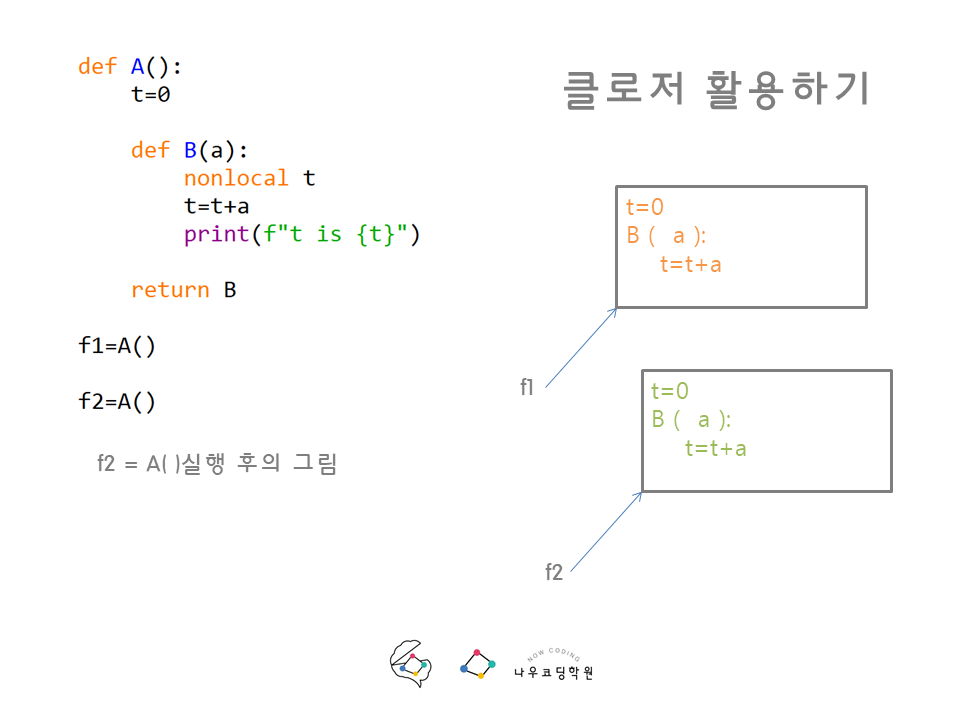 def A():
    t=0
    def B(a):
        nonlocal t
        t=t+a
        print(f"t is {t}")
    return B
f1=A()
f2=A()
f2 = A( )실행 후의 그림
클로저 활용하기
t=0
B ( a ):
t=t+a
f1
t=0
B ( a ):
t=t+a
f2
NOW CODING
나우코딩학원